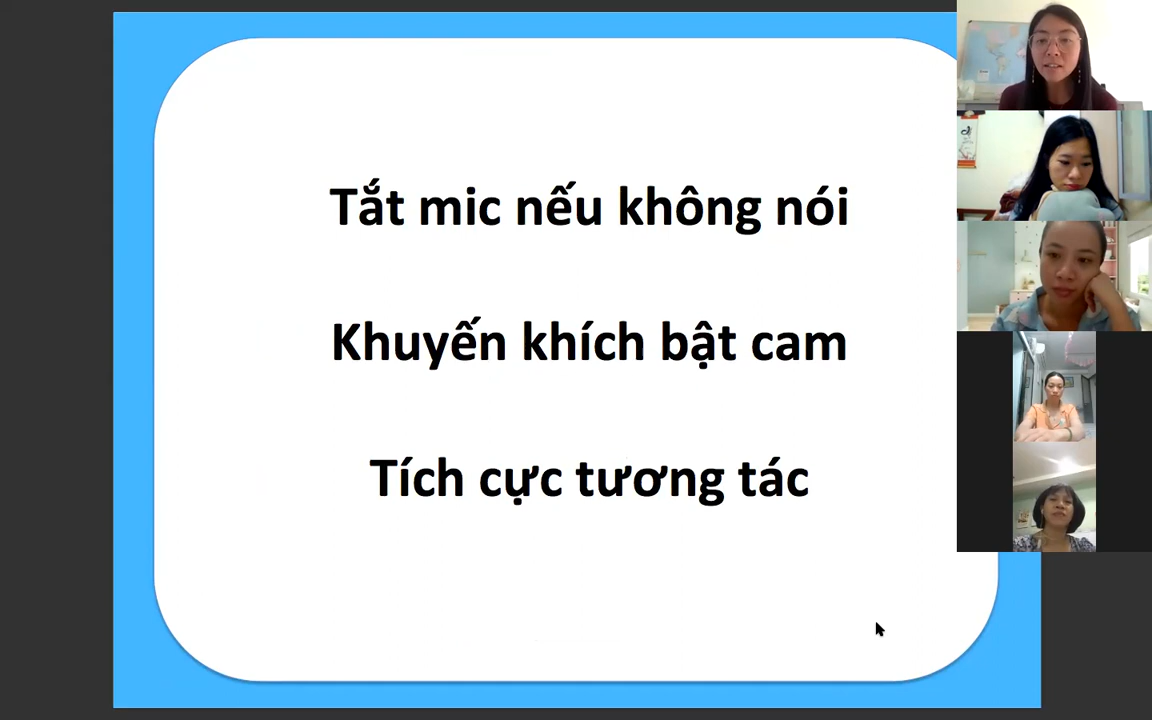 Tắt mic nếu không nói
Khuyến khích bật cam
Tích cực tương tác